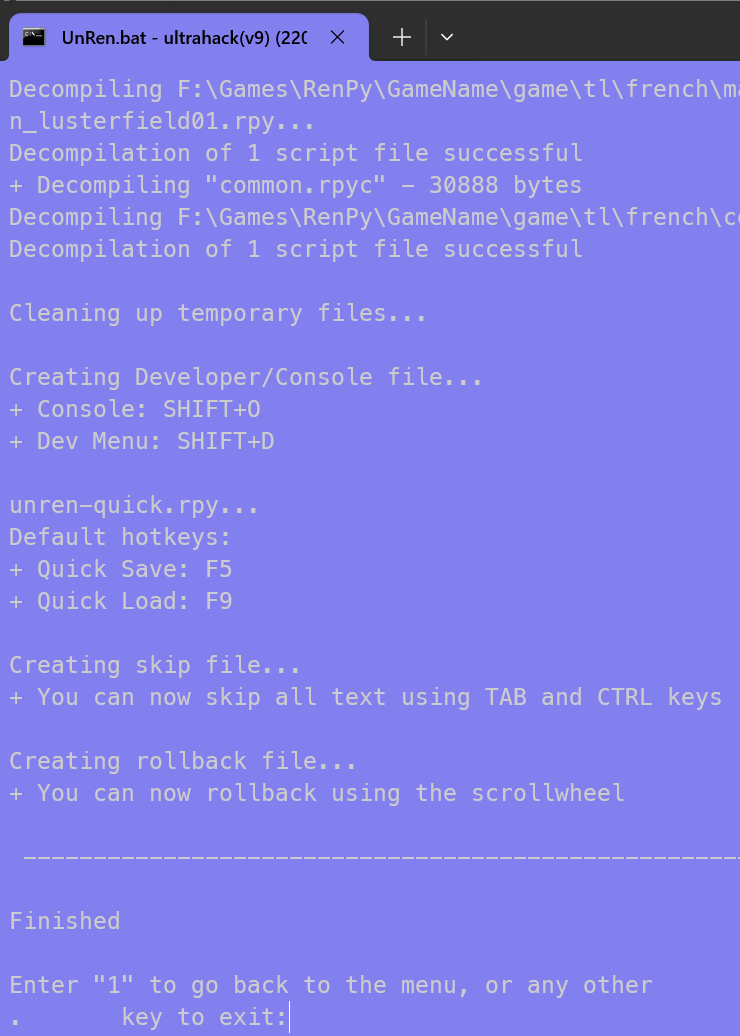 UnRen.bat - ultrahack(v9) (220
Decompiling F:\Games\RenPy\GameName\game\tl\french\ma
n_lusterfield01.rpy...
Decompilation of 1 script file successful
+ Decompiling "common.rpyc" - 30888 bytes
Decompiling F:\Games\RenPy\GameName\game\tl\french\co
Decompilation of 1 script file successful
Cleaning up temporary files...
Creating Developer/Console file...
+ Console: SHIFT+O
+ Dev Menu: SHIFT+D
unren-quick.rpy...
Default hotkeys:
+ Quick Save: F5
+ Quick Load: F9
Creating skip file...
+ You can now skip all text using TAB and CTRL keys
Creating rollback file...
+ You can now rollback using the scrollwheel
----------------------------------------------------
Finished
Enter "1" to go back to the menu, or any other
.       key to exit: